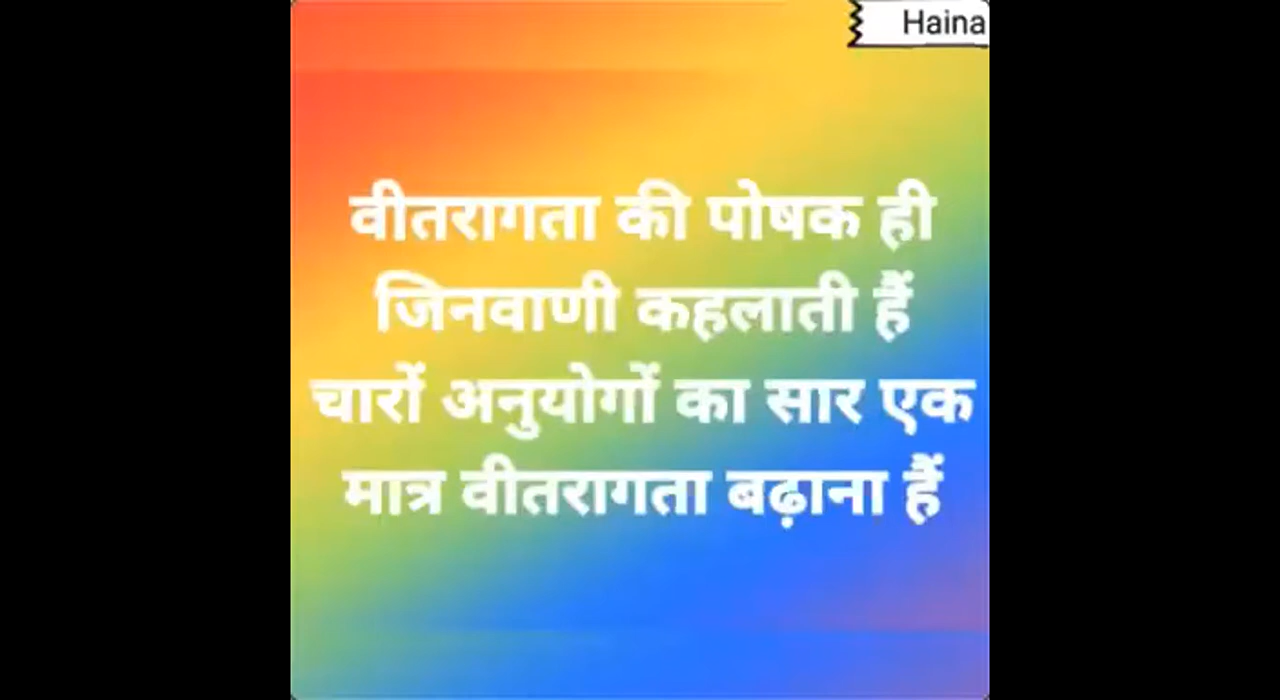 Haina
वीतरागता की पोषक ही
जिनवाणी कहलाती हैं
चारों अनुयोगों का सार एक
मात्र वीतरागता बढ़ाना हैं